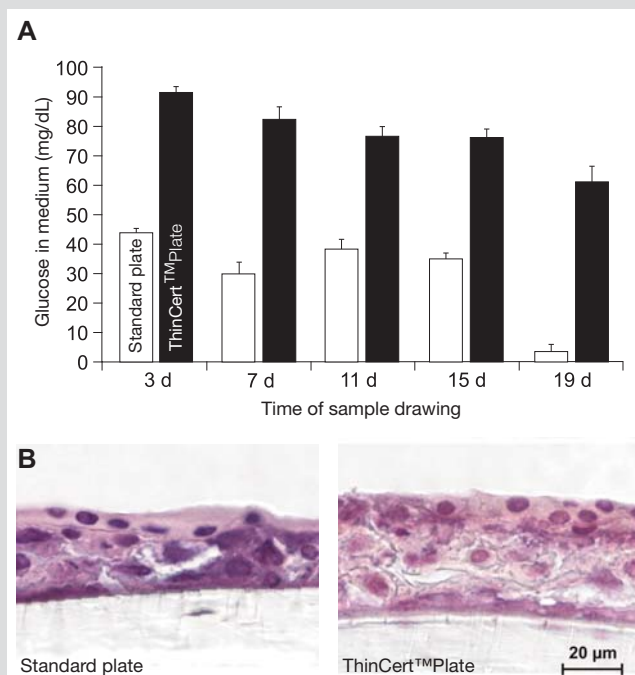 A
Glucose in medium (mg/dL)
100
90
80
70
60
50
40
30
20
10
0
Standard plate
ThinCert™Plate
3 d
7 d
11 d
15 d
19 d
Time of sample drawing
B
Standard plate
ThinCert™Plate
20 µm